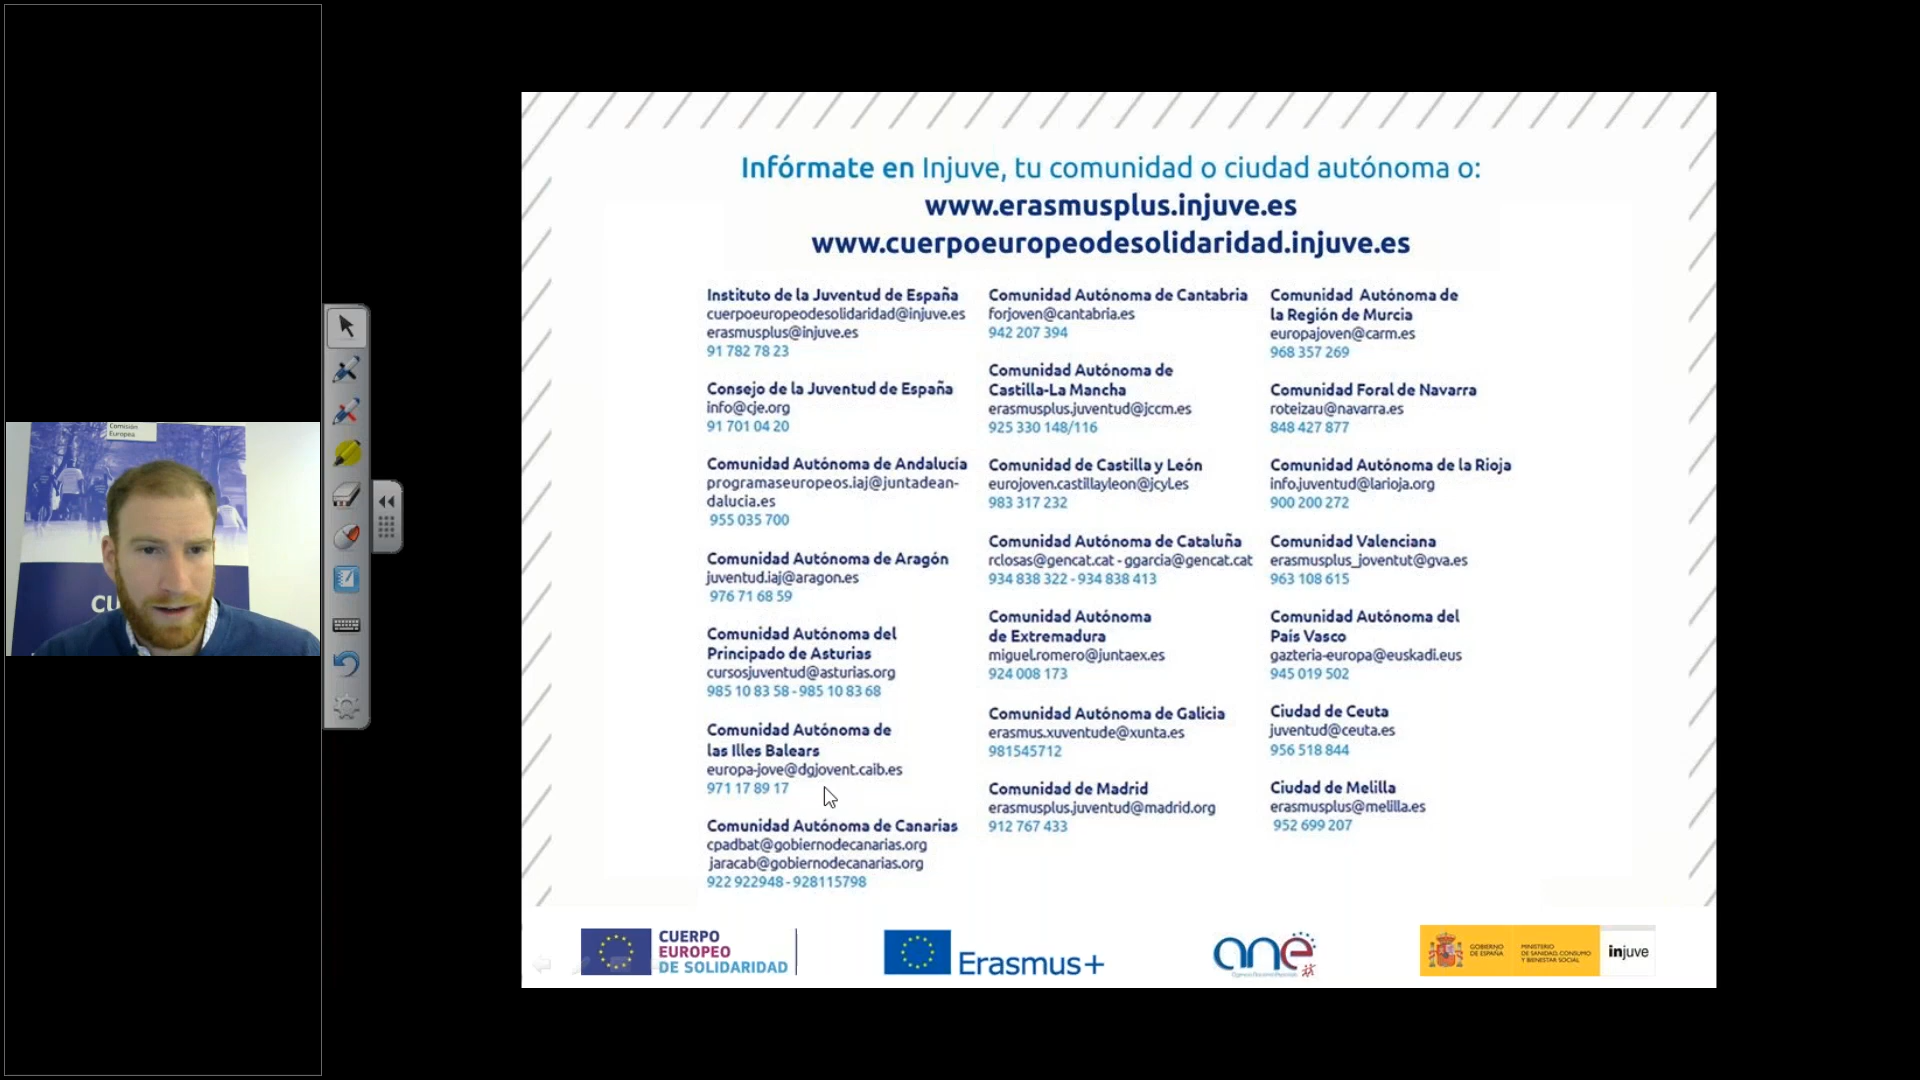 Comisión
Europea
CU
Infórmate en Injuve, tu comunidad o ciudad autónoma o:
www.erasmusplus.injuve.es
www.cuerpoeuropeodesolidaridad.injuve.es
Instituto de la Juventud de España
cuerpoeuropeodesolidaridad@injuve.es
erasmusplus@injuve.es
91 782 78 23
Consejo de la Juventud de España
info@cje.org
91 701 04 20
Comunidad Autónoma de Andalucía
programaseuropeos.iaj@juntadean-
dalucia.es
955 035 700
Comunidad Autónoma de Aragón
juventud.iaj@aragon.es
976 71 68 59
Comunidad Autónoma del
Principado de Asturias
cursosjuventud@asturias.org
985 10 83 58 - 985 10 83 68
Comunidad Autónoma de
las Illes Balears
europa-jove@dgjovent.caib.es
971 17 89 17
Comunidad Autónoma de Canarias
cpadbat@gobiernodecanarias.org
jaracab@gobiernodecanarias.org
922 922948 - 928115798
Comunidad Autónoma de Cantabria
forjoven@cantabria.es
942 207 394
Comunidad Autónoma de
Castilla-La Mancha
erasmusplus.juventud@jccm.es
925 330 148/116
Comunidad de Castilla y León
eurojoven.castillayleon@jcyl.es
983 317 232
Comunidad Autónoma de Cataluña
rclosas@gencat.cat - ggarcia@gencat.cat
934 838 322 - 934 838 413
Comunidad Autónoma
de Extremadura
miguel.romero@juntaex.es
924 008 173
Comunidad Autónoma de Galicia
erasmus.xuventude@xunta.es
981545712
Comunidad de Madrid
erasmusplus.juventud@madrid.org
912 767 433
Comunidad Autónoma de
la Región de Murcia
europajoven@carm.es
968 357 269
Comunidad Foral de Navarra
roteizau@navarra.es
848 427 877
Comunidad Autónoma de la Rioja
info.juventud@larioja.org
900 200 272
Comunidad Valenciana
erasmusplus_joventut@gva.es
963 108 615
Comunidad Autónoma del
País Vasco
gazteria-europa@euskadi.eus
945 019 502
Ciudad de Ceuta
juventud@ceuta.es
956 518 844
Ciudad de Melilla
erasmusplus@melilla.es
952 699 207
CUERPO
EUROPEO
DE SOLIDARIDAD
Erasmus+
ane
GOBIERNO
DE ESPAÑA
MINISTERIO
DE SANIDAD, CONSUMO
Y BIENESTAR SOCIAL
injuve